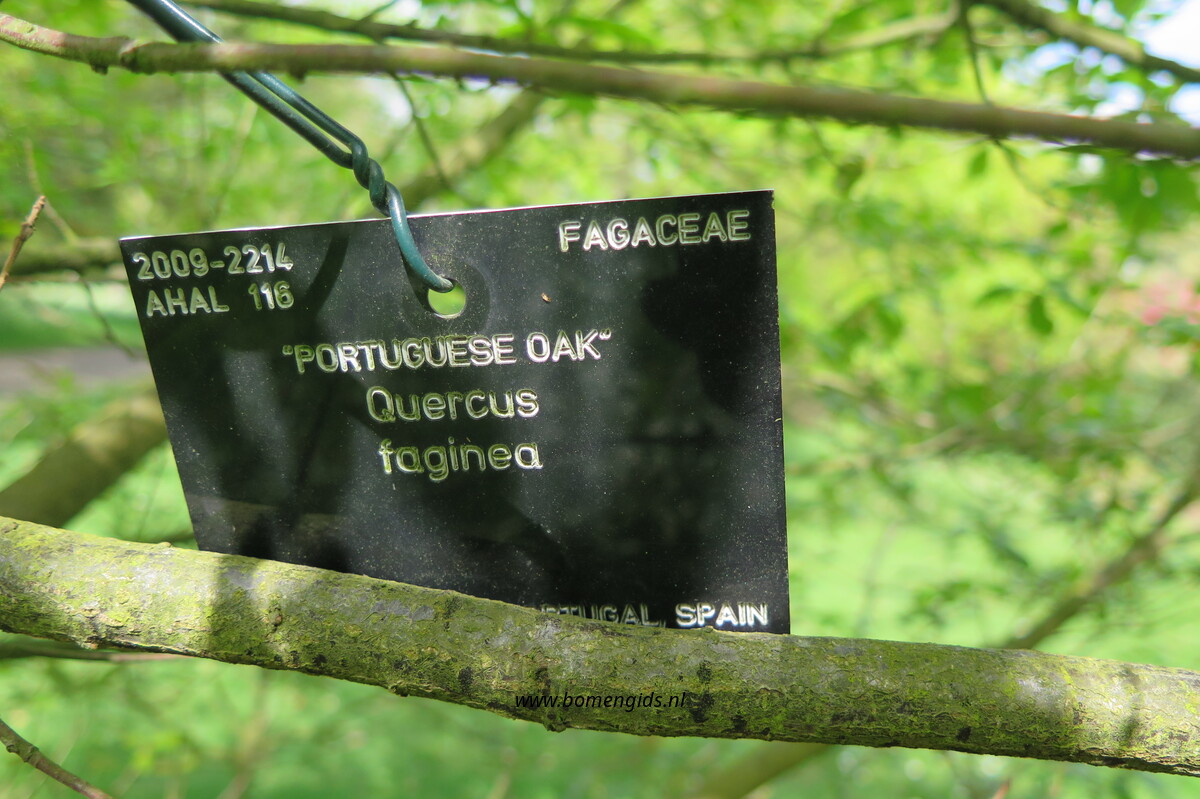 2009-2214
FAGACEAE
AHAL 116
“PORTUGUESE OAK“
Quercus
faginea
SPAIN
www.bomengids.nl